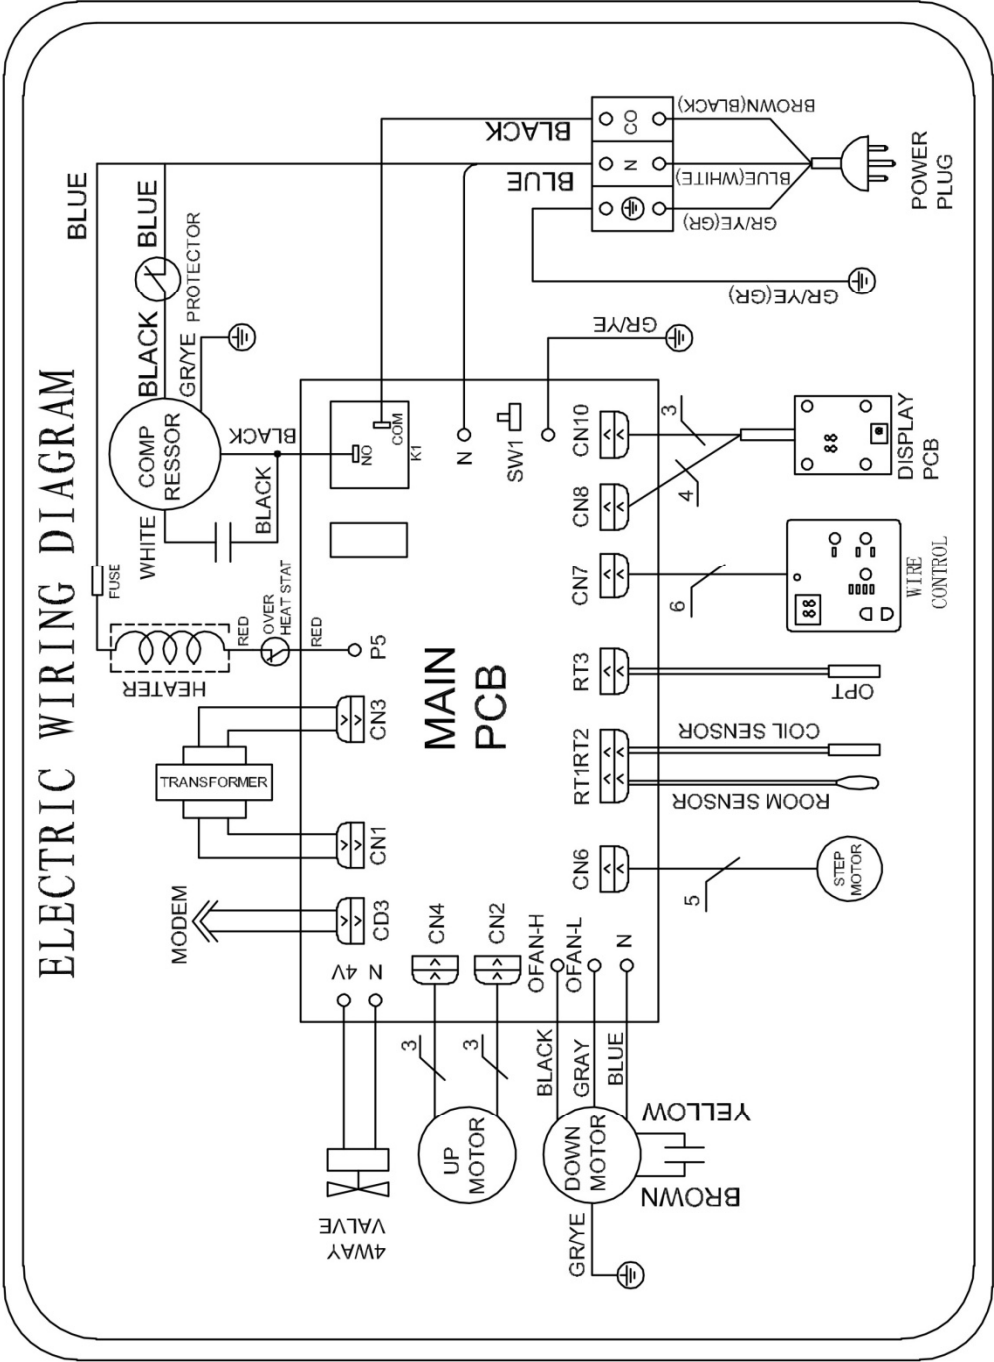 ELECTRIC WIRING DIAGRAM
BLUE
FUSE
HEATER
RED
OVER
HEAT STAT
RED
P5
WHITE
COMP
RESSOR
BLACK
BLUE
GR/YE
PROTECTOR
BLACK
BLACK
NO
COM
K1
BLACK
BLUE
CO
N
BROWN(BLACK)
BLUE(WHITE)
GR/YE(GR)
POWER
PLUG
GR/YE(GR)
GR/YE
N
SW1
MODEM
TRANSFORMER
CD3
CN1
CN3
MAIN
PCB
4V
N
4WAY
VALVE
CN4
CN2
3
3
UP
MOTOR
OFAN-H
OFAN-L
N
BLACK
GRAY
BLUE
DOWN
MOTOR
GR/YE
BROWN
YELLOW
CN6
RT1RT2
RT3
CN7
CN8
CN10
5
6
4
3
STEP
MOTOR
ROOM SENSOR
COIL SENSOR
OPT
88
WIRE
CONTROL
88
DISPLAY
PCB